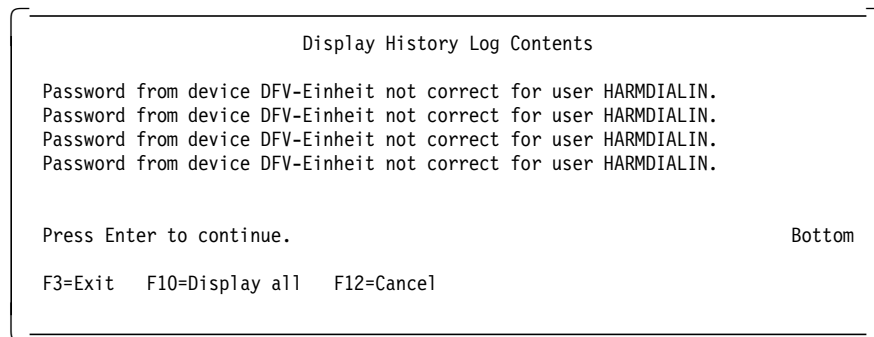 Display History Log Contents
Password from device DFV-Einheit not correct for user HARMDIALIN.
Password from device DFV-Einheit not correct for user HARMDIALIN.
Password from device DFV-Einheit not correct for user HARMDIALIN.
Password from device DFV-Einheit not correct for user HARMDIALIN.
Press Enter to continue. Bottom
F3=Exit F10=Display all F12=Cancel